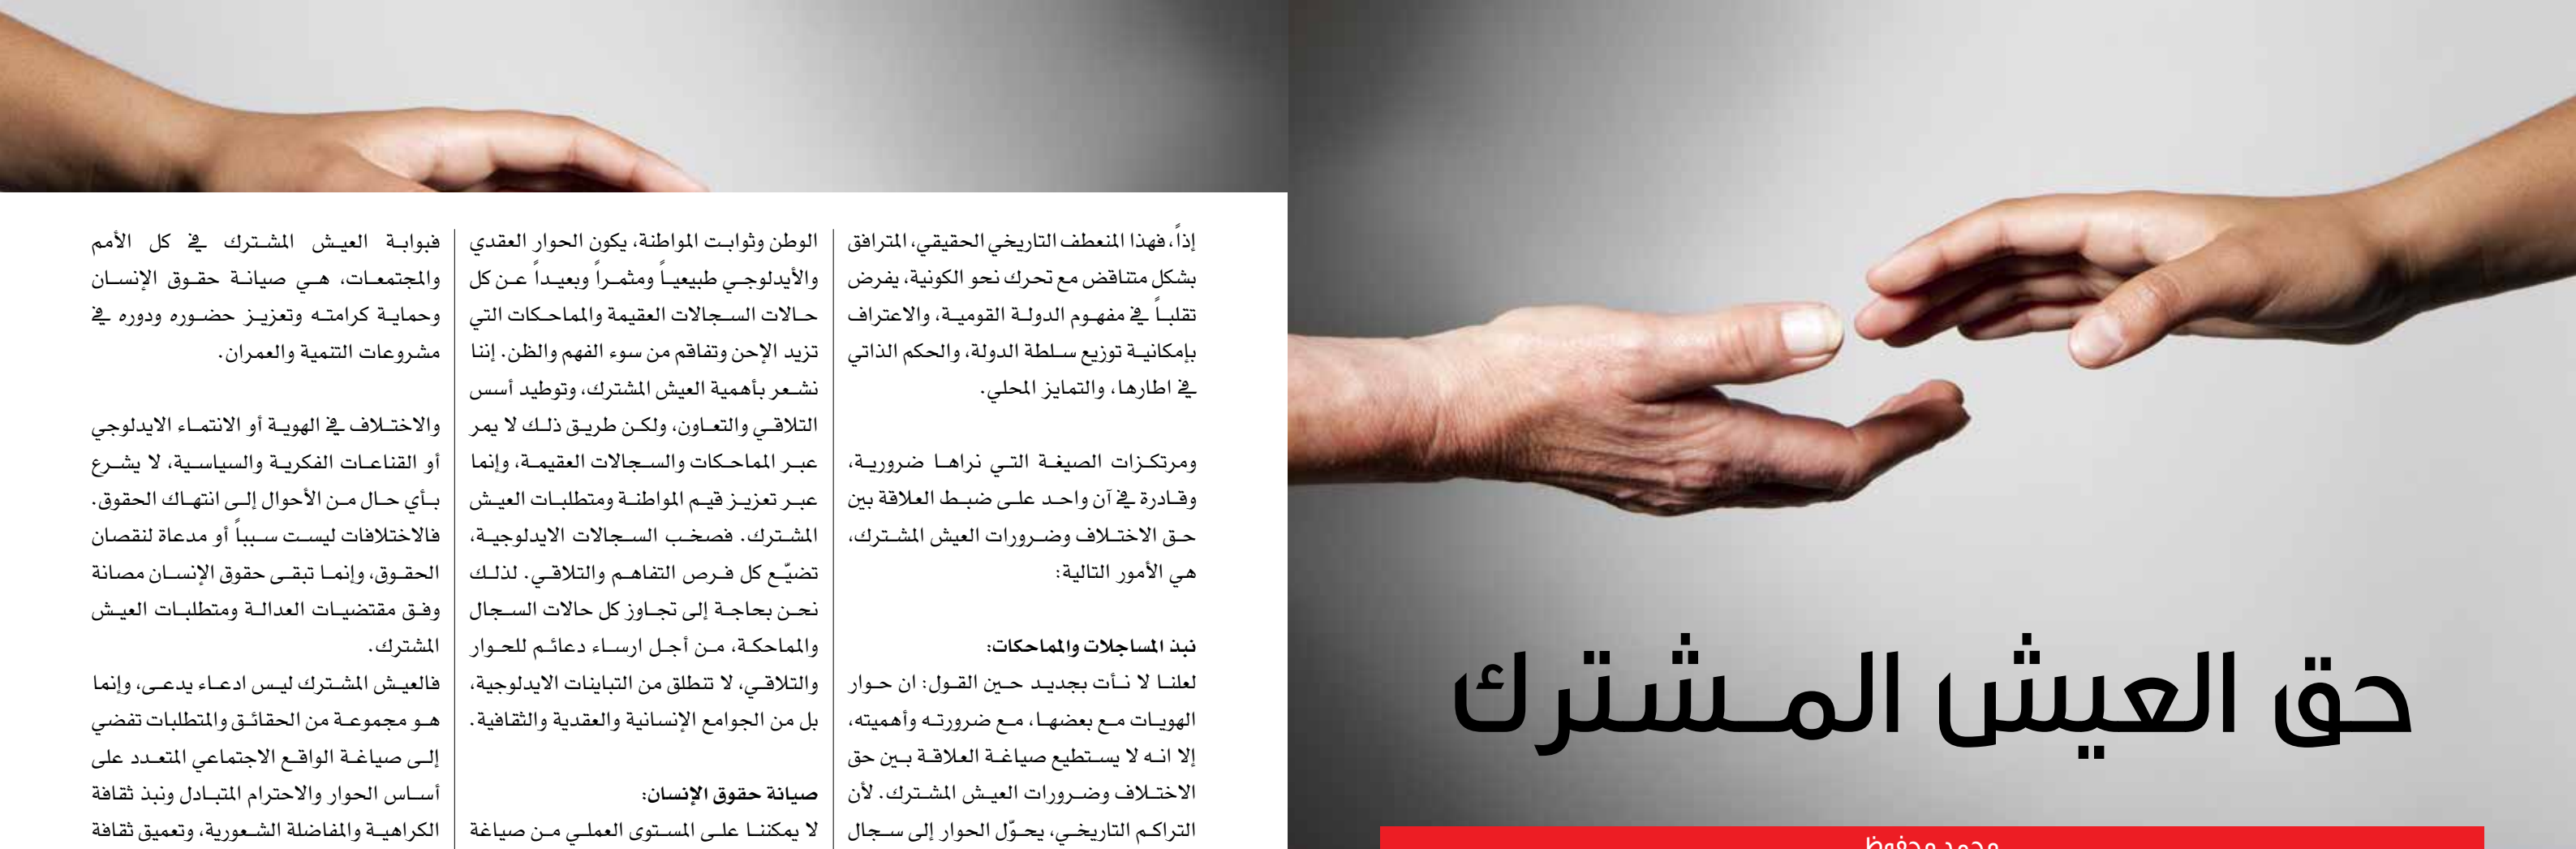 حق العيش المشترك
محمد محفوظ
إذاً، فهذا المنعطف التاريخي الحقيقي، المترافق
بشكل متناقض مع تحرك نحو الكونية، يفرض
تقلباً في مفهوم الدولة القومية، والاعتراف
بإمكانية توزيع سلطة الدولة، والحكم الذاتي
في اطارها، والتمايز المحلي.
ومرتكزات الصيغة التي نراها ضرورية،
وقادرة في آن واحد على ضبط العلاقة بين
حق الاختلاف وضرورات العيش المشترك،
هي الأمور التالية:
نبذ المساجلات والمماحكات:
لعلنا لا نأت بجديد حين القول: ان حوار
الهويات مع بعضها، مع ضرورته وأهميته،
إلا انه لا يستطيع صياغة العلاقة بين حق
الاختلاف وضرورات العيش المشترك. لأن
التراكم التاريخي، يحوّل الحوار إلى سجال
الوطن وثوابت المواطنة، يكون الحوار العقدي
والأيدلوجي طبيعياً ومثمراً وبعيداً عن كل
حالات السجالات العقيمة والمماحكات التي
تزيد الإحن وتفاقم من سوء الفهم والظن. إننا
نشعر بأهمية العيش المشترك، وتوطيد أسس
التلاقي والتعاون، ولكن طريق ذلك لا يمر
عبر المماحكات والسجالات العقيمة، وإنما
عبر تعزيز قيم المواطنة ومتطلبات العيش
المشترك. فصخب السجالات الايدلوجية،
تضيّع كل فرص التفاهم والتلاقي. لذلك
نحن بحاجة إلى تجاوز كل حالات السجال
والمماحكة، من أجل ارساء دعائم للحوار
والتلاقي، لا تنطلق من التباينات الايدلوجية،
بل من الجوامع الإنسانية والعقدية والثقافية.
صيانة حقوق الإنسان:
لا يمكننا على المستوى العملي من صياغة
فبوابة العيش المشترك في كل الأمم
والمجتمعات، هي صيانة حقوق الإنسان
وحماية كرامته وتعزيز حضوره ودوره في
مشروعات التنمية والعمران.
والاختلاف في الهوية أو الانتماء الايدلوجي
أو القناعات الفكرية والسياسية، لا يشرع
بأي حال من الأحوال إلى انتهاك الحقوق.
فالاختلافات ليست سبباً أو مدعاة لنقصان
الحقوق، وإنما تبقى حقوق الإنسان مصانة
وفق مقتضيات العدالة ومتطلبات العيش
المشترك.
فالعيش المشترك ليس ادعاء يدعى، وإنما
هو مجموعة من الحقائق والمتطلبات تفضي
إلى صياغة الواقع الاجتماعي المتعدد على
أساس الحوار والاحترام المتبادل ونبذ ثقافة
الكراهية والمفاضلة الشعورية، وتعميق ثقافة